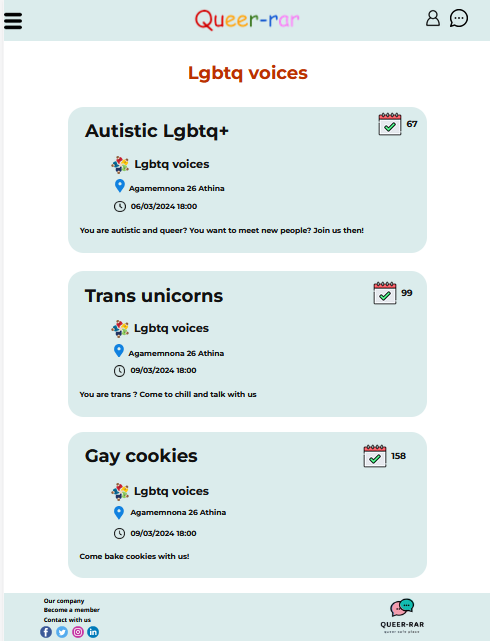 Queer-rar
Lgbtq voices
Autistic Lgbtq+
67
Lgbtq voices
Agamemnona 26 Athina
06/03/2024 18:00
You are autistic and queer? You want to meet new people? Join us then!
Trans unicorns
99
Lgbtq voices
Agamemnona 26 Athina
09/03/2024 18:00
You are trans ? Come to chill and talk with us
Gay cookies
158
Lgbtq voices
Agamemnona 26 Athina
09/03/2024 18:00
Come bake cookies with us!
Our company
Become a member
Contact with us
QUEER-RAR
queer safe place